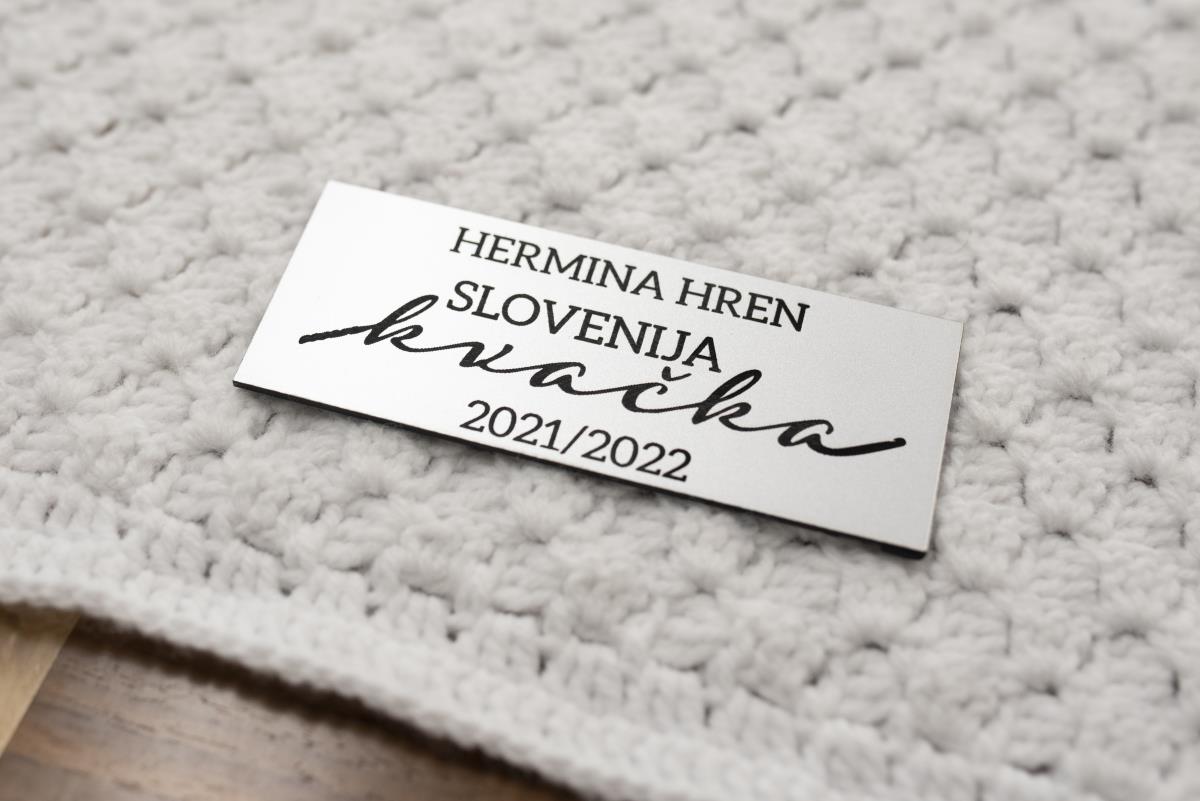 HERMINA HREN
SLOVENIJA
kvačka
2021/2022